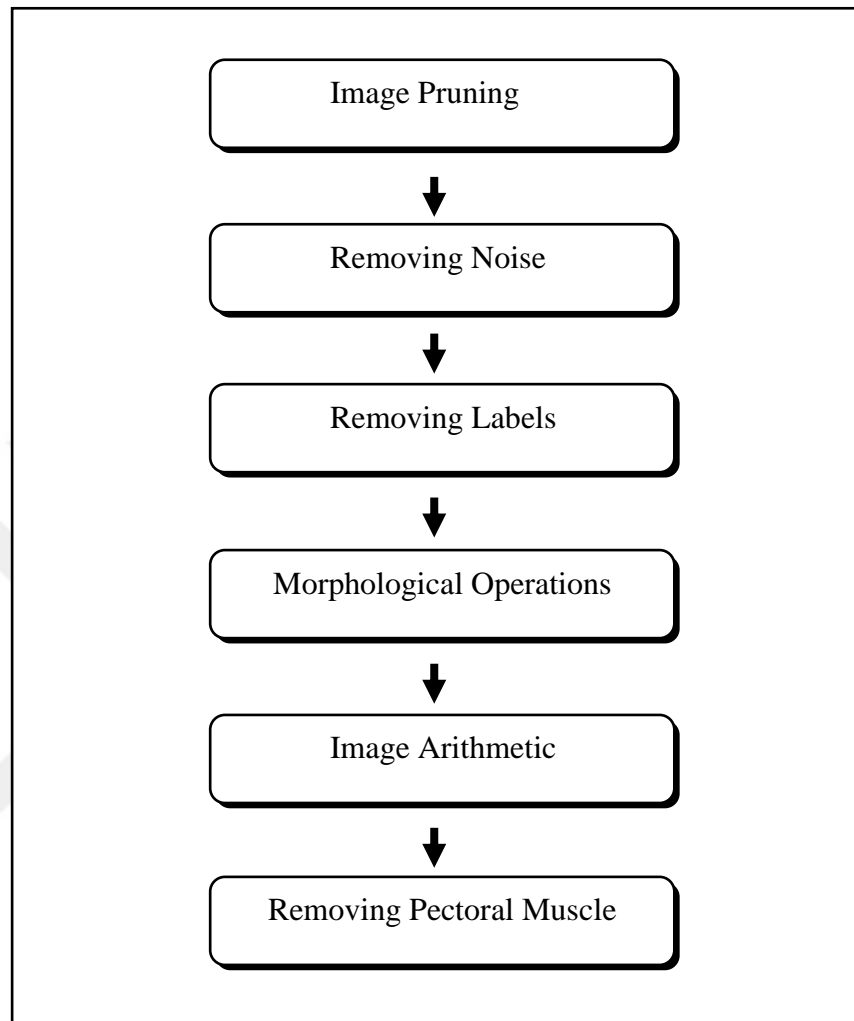 Image Pruning
Removing Noise
Removing Labels
Morphological Operations
Image Arithmetic
Removing Pectoral Muscle